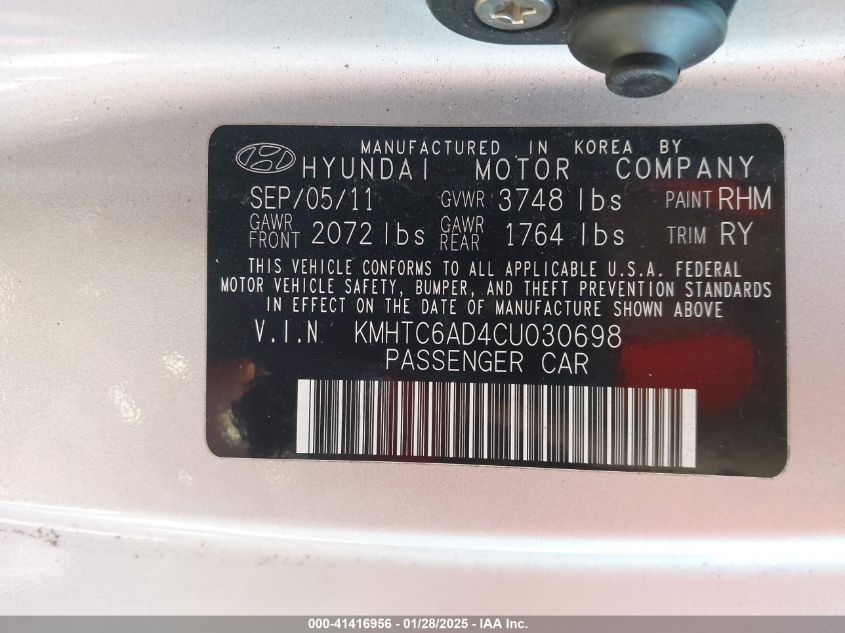 MANUFACTURED IN KOREA BY
HYUNDAI MOTOR COMPANY
SEP/05/11 GVWR 3748 lbs PAINT RHM
GAWR FRONT 2072 lbs GAWR REAR 1764 lbs TRIM RY
THIS VEHICLE CONFORMS TO ALL APPLICABLE U.S.A. FEDERAL
MOTOR VEHICLE SAFETY, BUMPER, AND THEFT PREVENTION STANDARDS
IN EFFECT ON THE DATE OF MANUFACTURE SHOWN ABOVE
V.I.N KMHTC6AD4CU030698
PASSENGER CAR
000-41416956 - 01/28/2025 - IAA Inc.